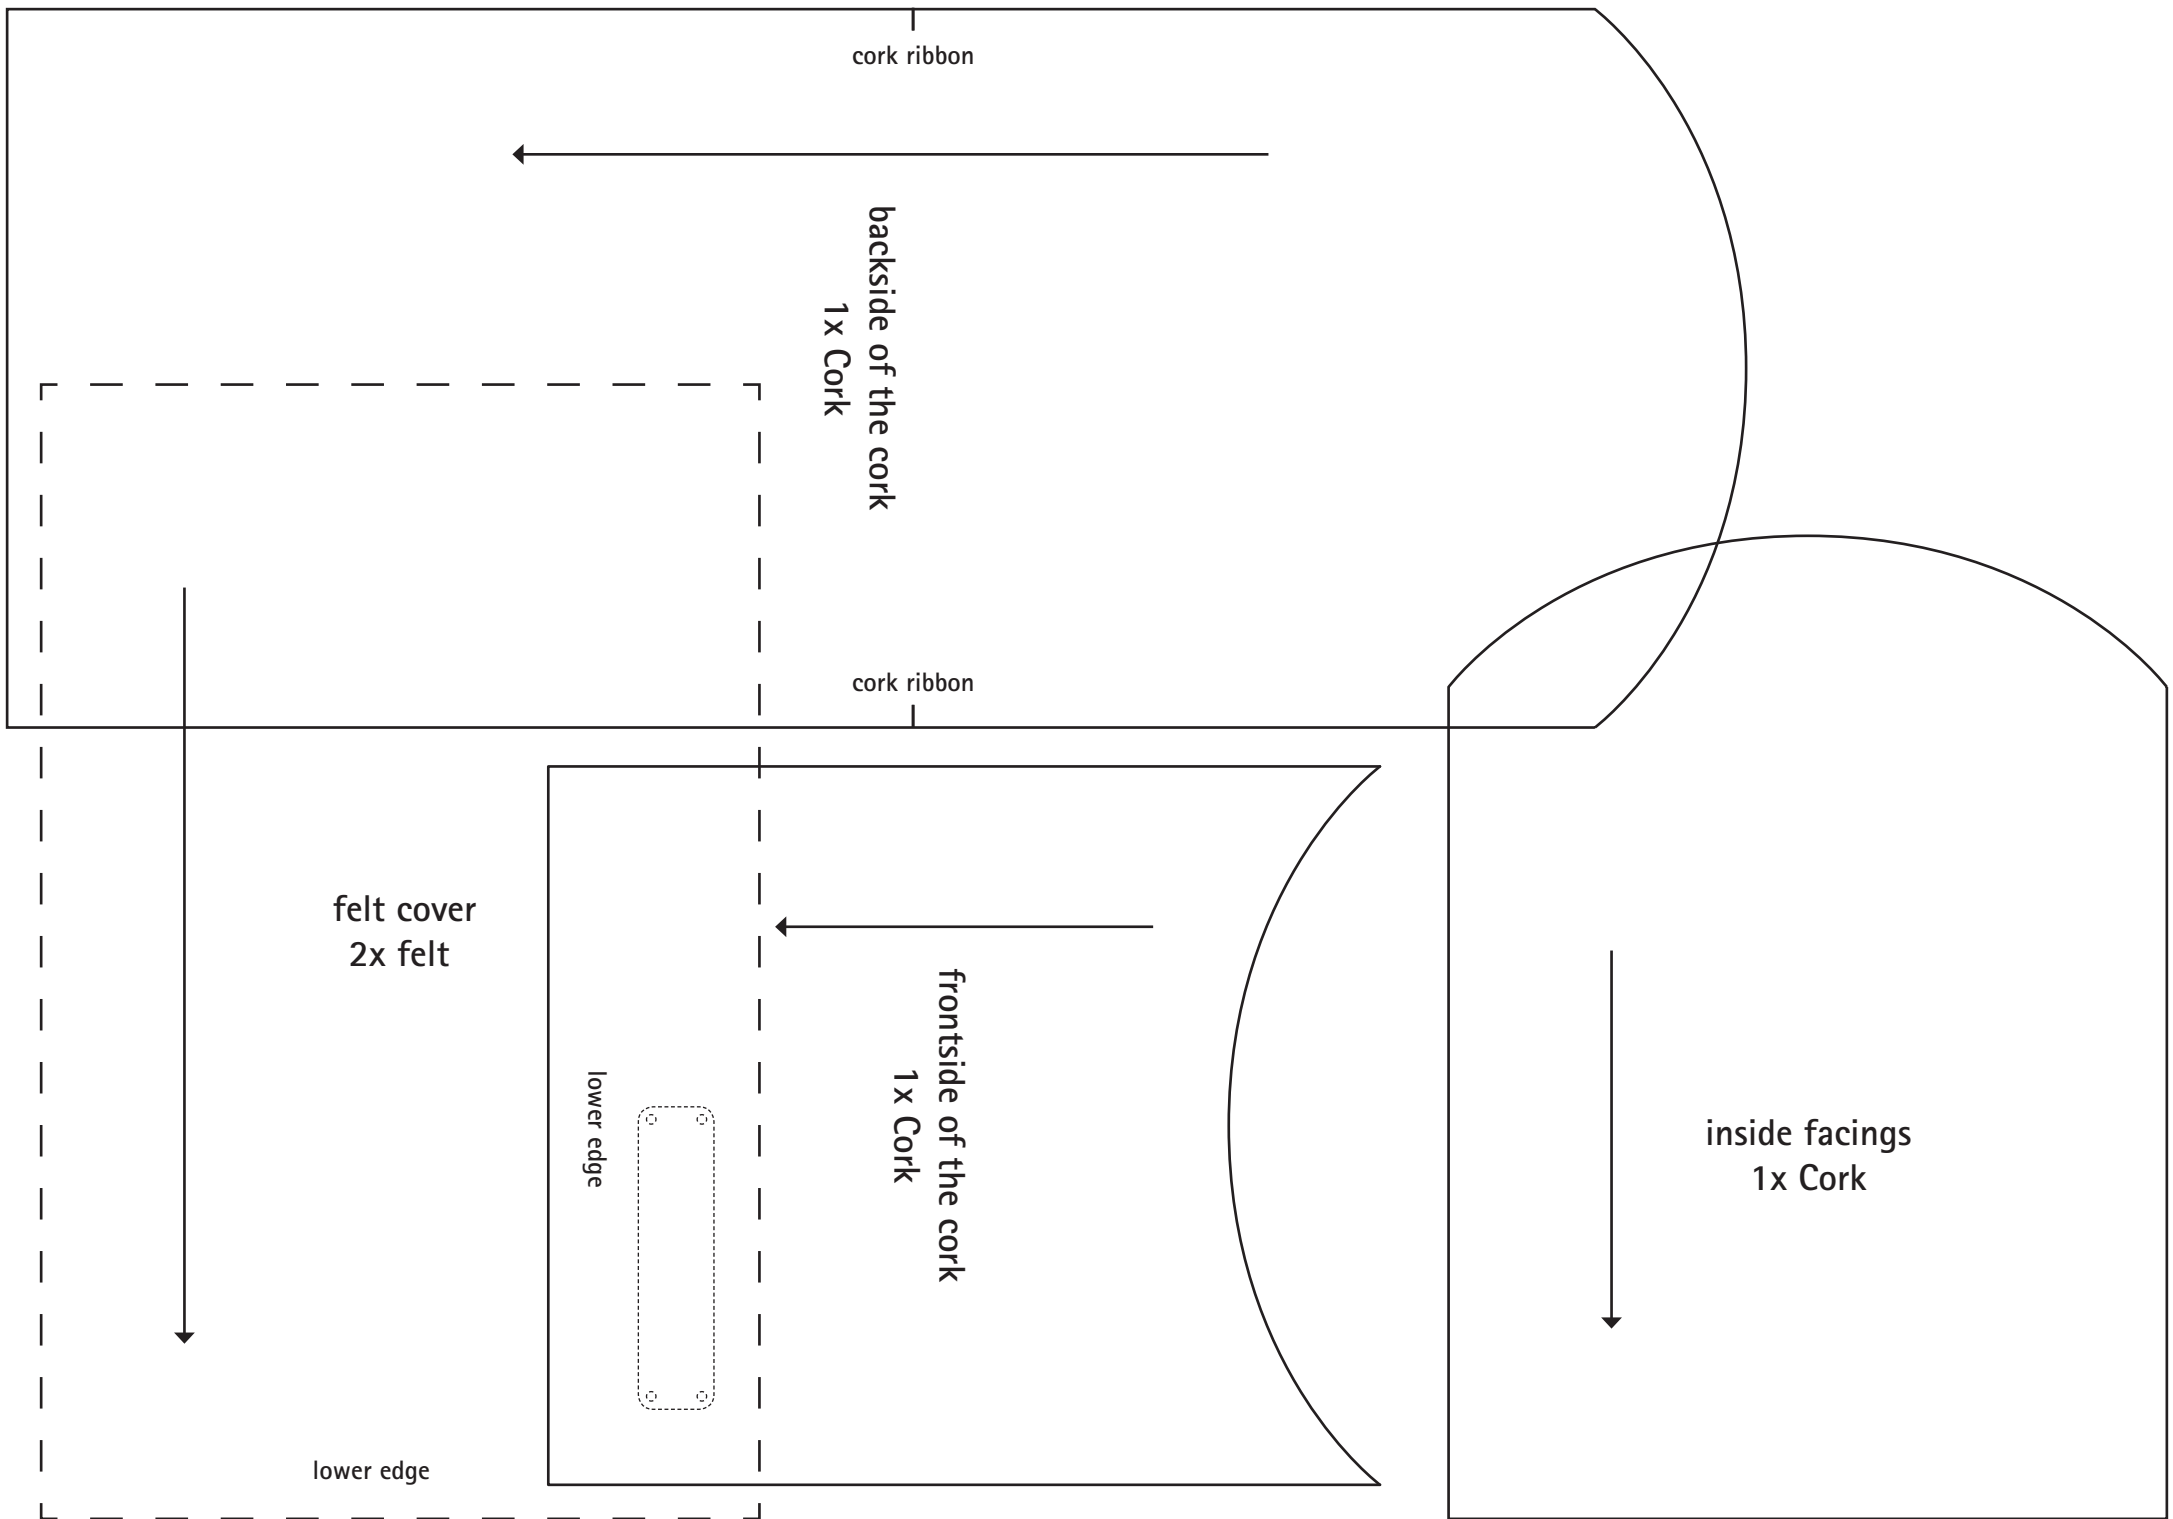 cork ribbon
backside of the cork
1x Cork
cork ribbon
felt cover
2x felt
frontside of the cork
1x Cork
lower edge
inside facings
1x Cork
lower edge